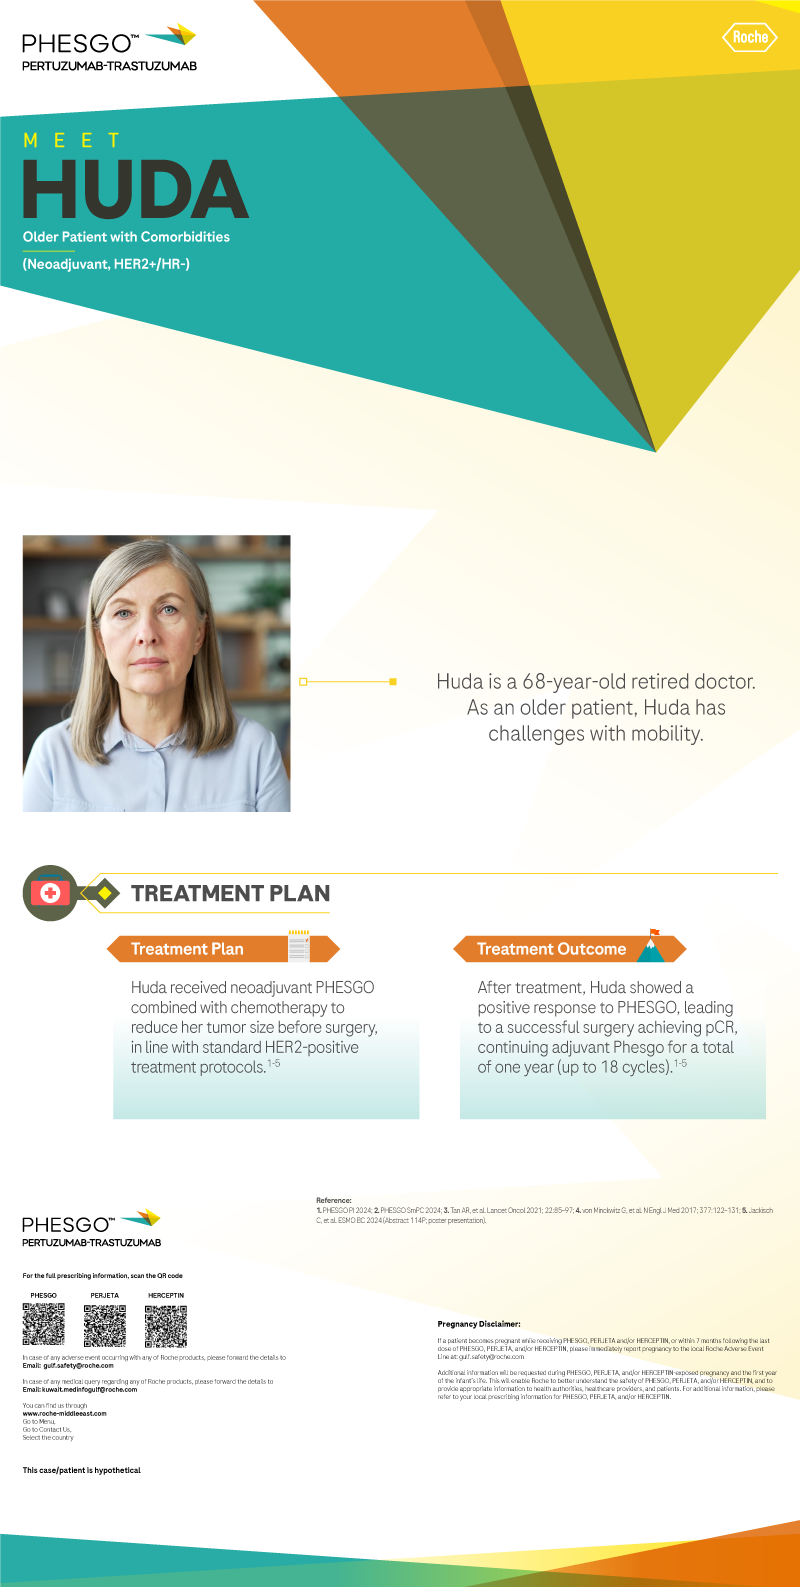 PHESGO™
PERTUZUMAB-TRASTUZUMAB
Roche
MEET
HUDA
Older Patient with Comorbidities
(Neoadjuvant, HER2+/HR-)
Huda is a 68-year-old retired doctor.
As an older patient, Huda has
challenges with mobility.
TREATMENT PLAN
Treatment Plan
Huda received neoadjuvant PHESGO
combined with chemotherapy to
reduce her tumor size before surgery,
in line with standard HER2-positive
treatment protocols.1-5
Treatment Outcome
After treatment, Huda showed a
positive response to PHESGO, leading
to a successful surgery achieving pCR,
continuing adjuvant Phesgo for a total
of one year (up to 18 cycles).1-5
Reference:
1. PHESGO PI 2024; 2. PHESGO SmPC 2024; 3. Tan AR, et al. Lancet Oncol 2021; 22:85–97; 4. von Minckwitz G, et al. N Engl J Med 2017; 377:122–131; 5. Jackisch
C, et al. ESMO BC 2024 (Abstract 114P; poster presentation).
PHESGO™
PERTUZUMAB-TRASTUZUMAB
For the full prescribing information, scan the QR code
PHESGO PERJETA HERCEPTIN
In case of any adverse event occurring with any of Roche products, please forward the details to
Email: gulf.safety@roche.com
In case of any medical query regarding any of Roche products, please forward the details to
Email: kuwait.medinfogulf@roche.com
You can find us through
www.roche-middleeast.com
Go to Menu,
Go to Contact Us,
Select the country
This case/patient is hypothetical
Pregnancy Disclaimer:
If a patient becomes pregnant while receiving PHESGO, PERJETA and/or HERCEPTIN, or within 7 months following the last
dose of PHESGO, PERJETA, and/or HERCEPTIN, please immediately report pregnancy to the local Roche Adverse Event
Line at: gulf.safety@roche.com
Additional information will be requested during PHESGO, PERJETA, and/or HERCEPTIN-exposed pregnancy and the first year
of the infant's life. This will enable Roche to better understand the safety of PHESGO, PERJETA, and/or HERCEPTIN, and to
provide appropriate information to health authorities, healthcare providers, and patients. For additional information, please
refer to your local prescribing information for PHESGO, PERJETA, and/or HERCEPTIN.